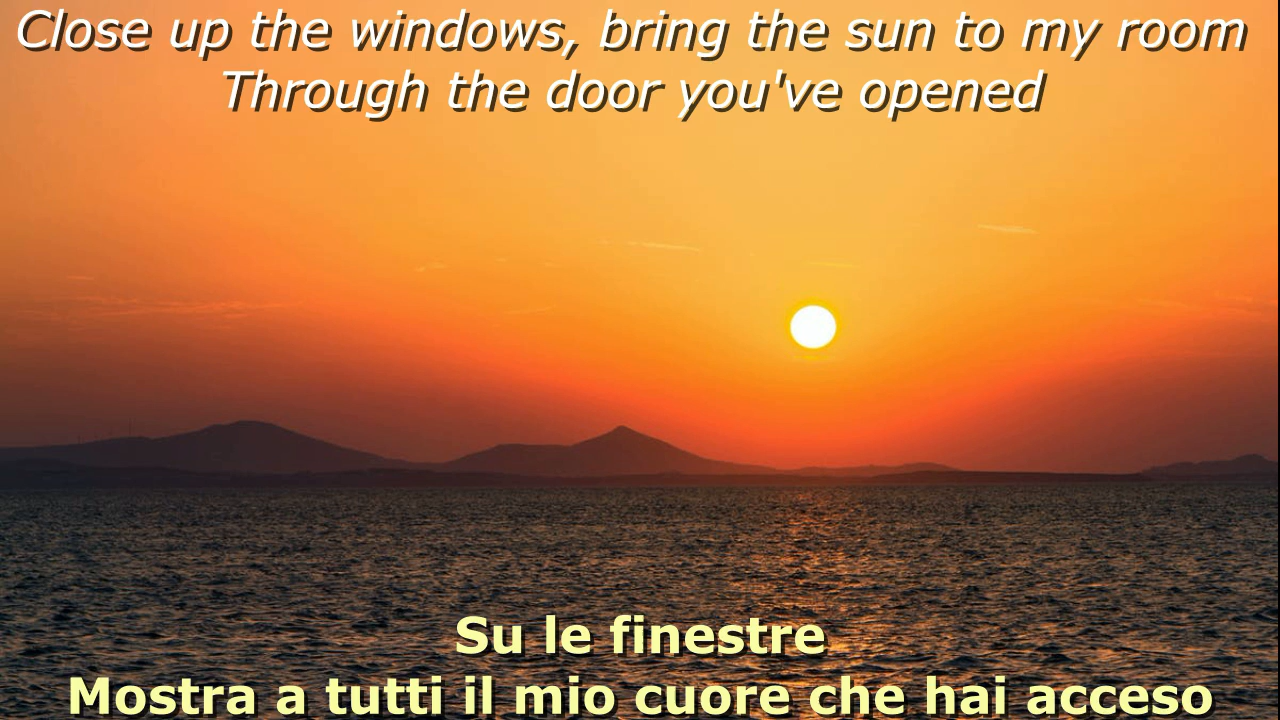 Close up the windows, bring the sun to my room
Through the door you've opened
Su le finestre
Mostra a tutti il mio cuore che hai acceso